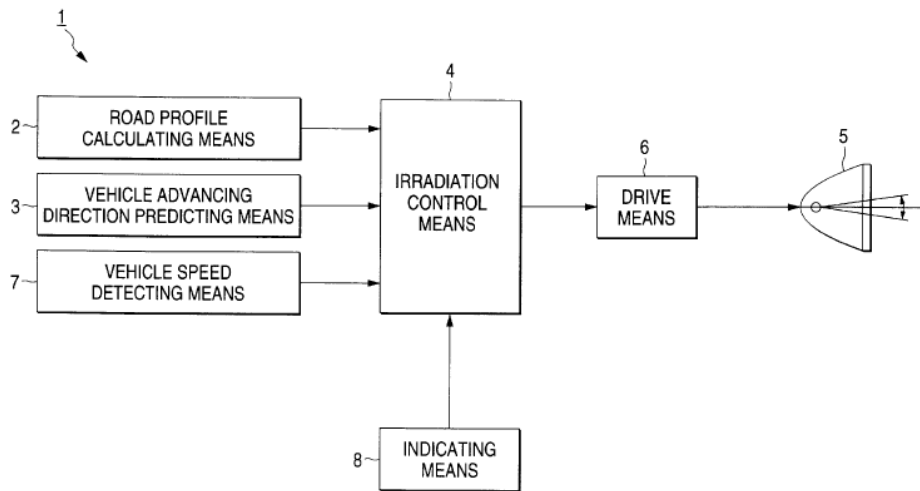 1
2
ROAD PROFILE
CALCULATING MEANS
3
VEHICLE ADVANCING
DIRECTION PREDICTING MEANS
7
VEHICLE SPEED
DETECTING MEANS
4
IRRADIATION
CONTROL
MEANS
6
DRIVE
MEANS
5
8
INDICATING
MEANS